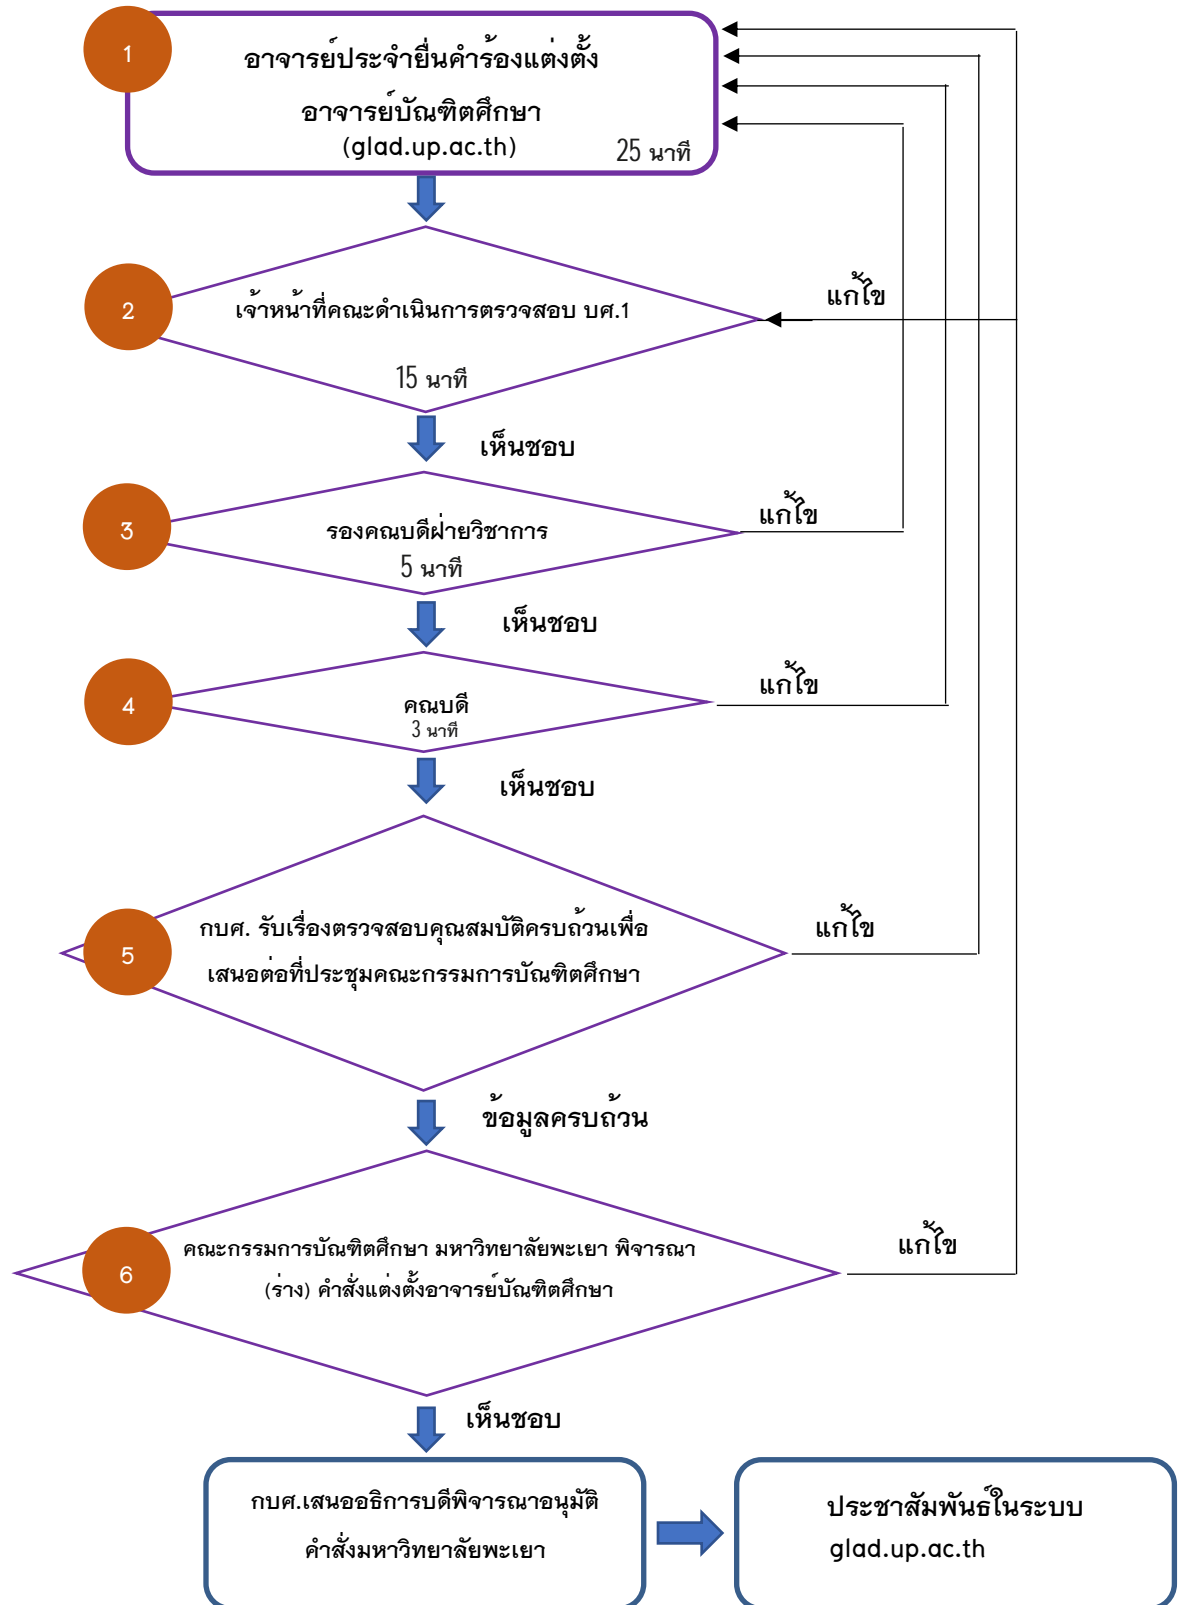 1
อาจารย์ประจำยื่นคำร้องแต่งตั้ง
อาจารย์บัณฑิตศึกษา
(glad.up.ac.th)
25 นาที
2
เจ้าหน้าที่คณะดำเนินการตรวจสอบ บศ.1
15 นาที
แก้ไข
เห็นชอบ
3
รองคณบดีฝ่ายวิชาการ
5 นาที
แก้ไข
เห็นชอบ
4
คณบดี
3 นาที
แก้ไข
เห็นชอบ
5
กบศ. รับเรื่องตรวจสอบคุณสมบัติครบถ้วนเพื่อ
เสนอต่อที่ประชุมคณะกรรมการบัณฑิตศึกษา
แก้ไข
ข้อมูลครบถ้วน
6
คณะกรรมการบัณฑิตศึกษา มหาวิทยาลัยพะเยา พิจารณา
(ร่าง) คำสั่งแต่งตั้งอาจารย์บัณฑิตศึกษา
แก้ไข
เห็นชอบ
กบศ.เสนออธิการบดีพิจารณาอนุมัติ
คำสั่งมหาวิทยาลัยพะเยา
ประชาสัมพันธ์ในระบบ
glad.up.ac.th